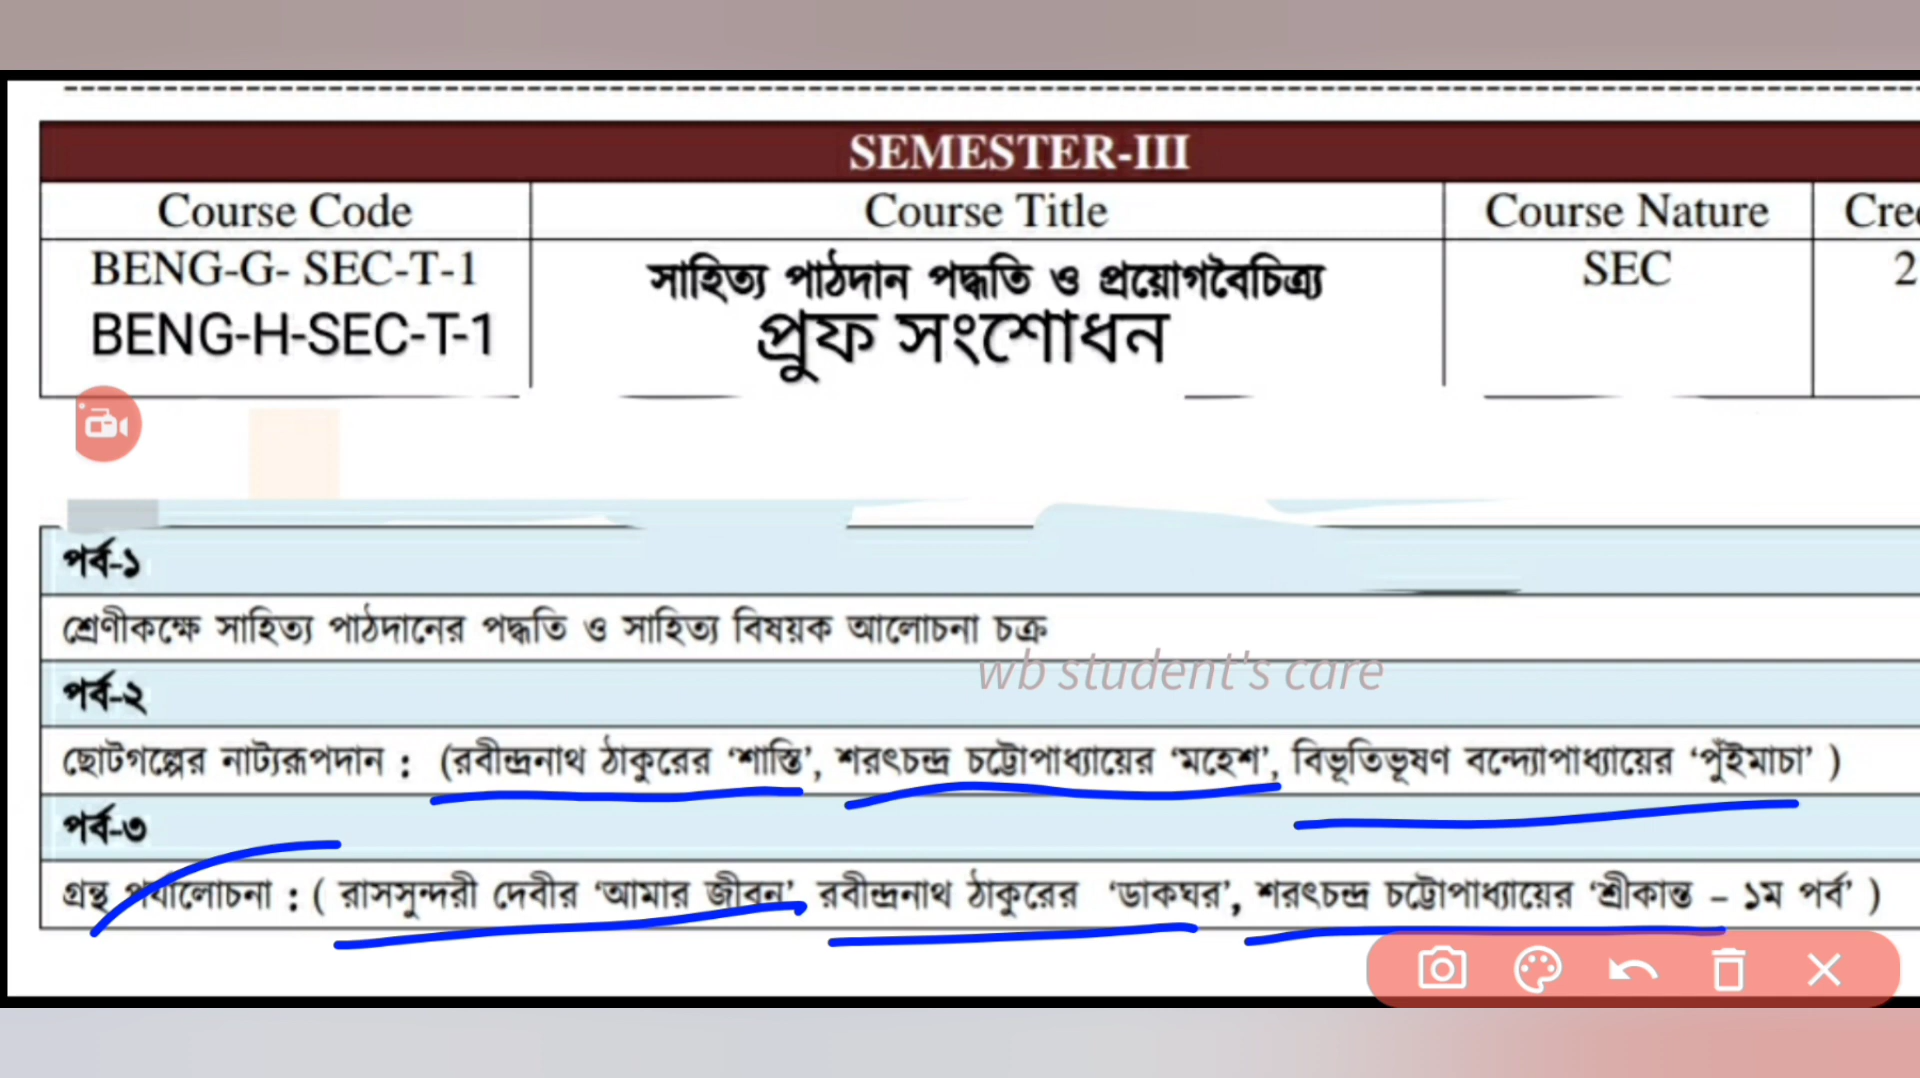 SEMESTER-III
Course Code Course Title Course Nature
BENG-G- SEC-T-1 সাহিত্য পাঠদান পদ্ধতি ও প্রয়োগবৈচিত্র্য SEC 2
BENG-H-SEC-T-1 প্রুফ সংশোধন
পর্ব-১
শ্রেণীকক্ষে সাহিত্য পাঠদানের পদ্ধতি ও সাহিত্য বিষয়ক আলোচনা চক্র
wb student's care
পর্ব-২
ছোটগল্পের নাট্যরূপদান : (রবীন্দ্রনাথ ঠাকুরের ‘শাস্তি’, শরৎচন্দ্র চট্টোপাধ্যায়ের ‘মহেশ’, বিভূতিভূষণ বন্দ্যোপাধ্যায়ের ‘পুঁইমাচা’ )
পর্ব-৩
গ্রন্থ পর্যালোচনা : ( রাসসুন্দরী দেবীর ‘আমার জীবন’, রবীন্দ্রনাথ ঠাকুরের ‘ডাকঘর’, শরৎচন্দ্র চট্টোপাধ্যায়ের ‘শ্রীকান্ত – ১ম পর্ব’ )